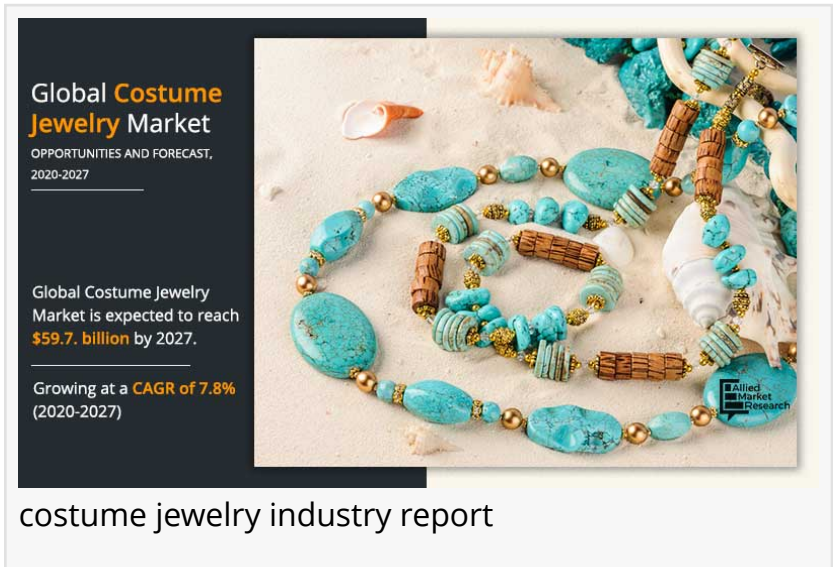 Global Costume
Jewelry Market
OPPORTUNITIES AND FORECAST,
2020-2027
Global Costume Jewelry
Market is expected to reach
$59.7. billion by 2027.
Growing at a CAGR of 7.8%
(2020-2027)
Allied
Market
Research
costume jewelry industry report